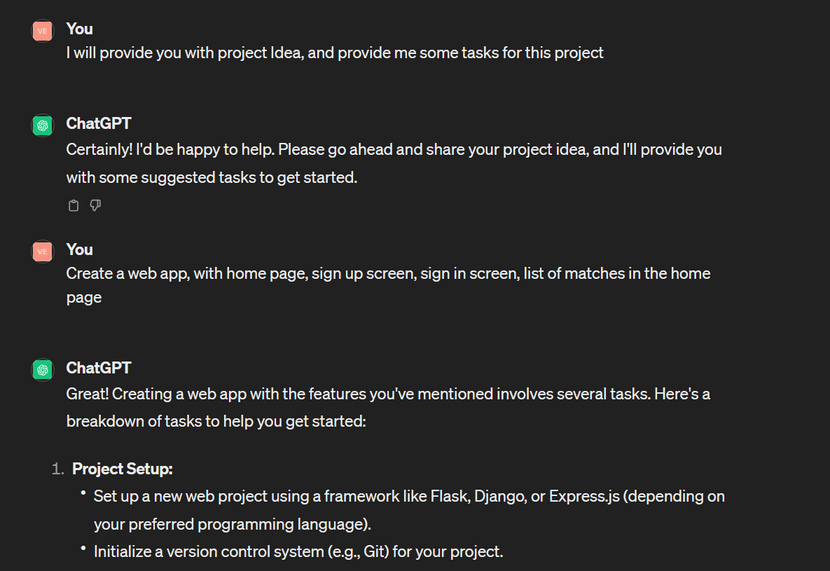 VE
You
I will provide you with project Idea, and provide me some tasks for this project
ChatGPT
Certainly! I'd be happy to help. Please go ahead and share your project idea, and I'll provide you
with some suggested tasks to get started.
VE
You
Create a web app, with home page, sign up screen, sign in screen, list of matches in the home
page
ChatGPT
Great! Creating a web app with the features you've mentioned involves several tasks. Here's a
breakdown of tasks to help you get started:
1. Project Setup:
• Set up a new web project using a framework like Flask, Django, or Express.js (depending on
your preferred programming language).
• Initialize a version control system (e.g., Git) for your project.